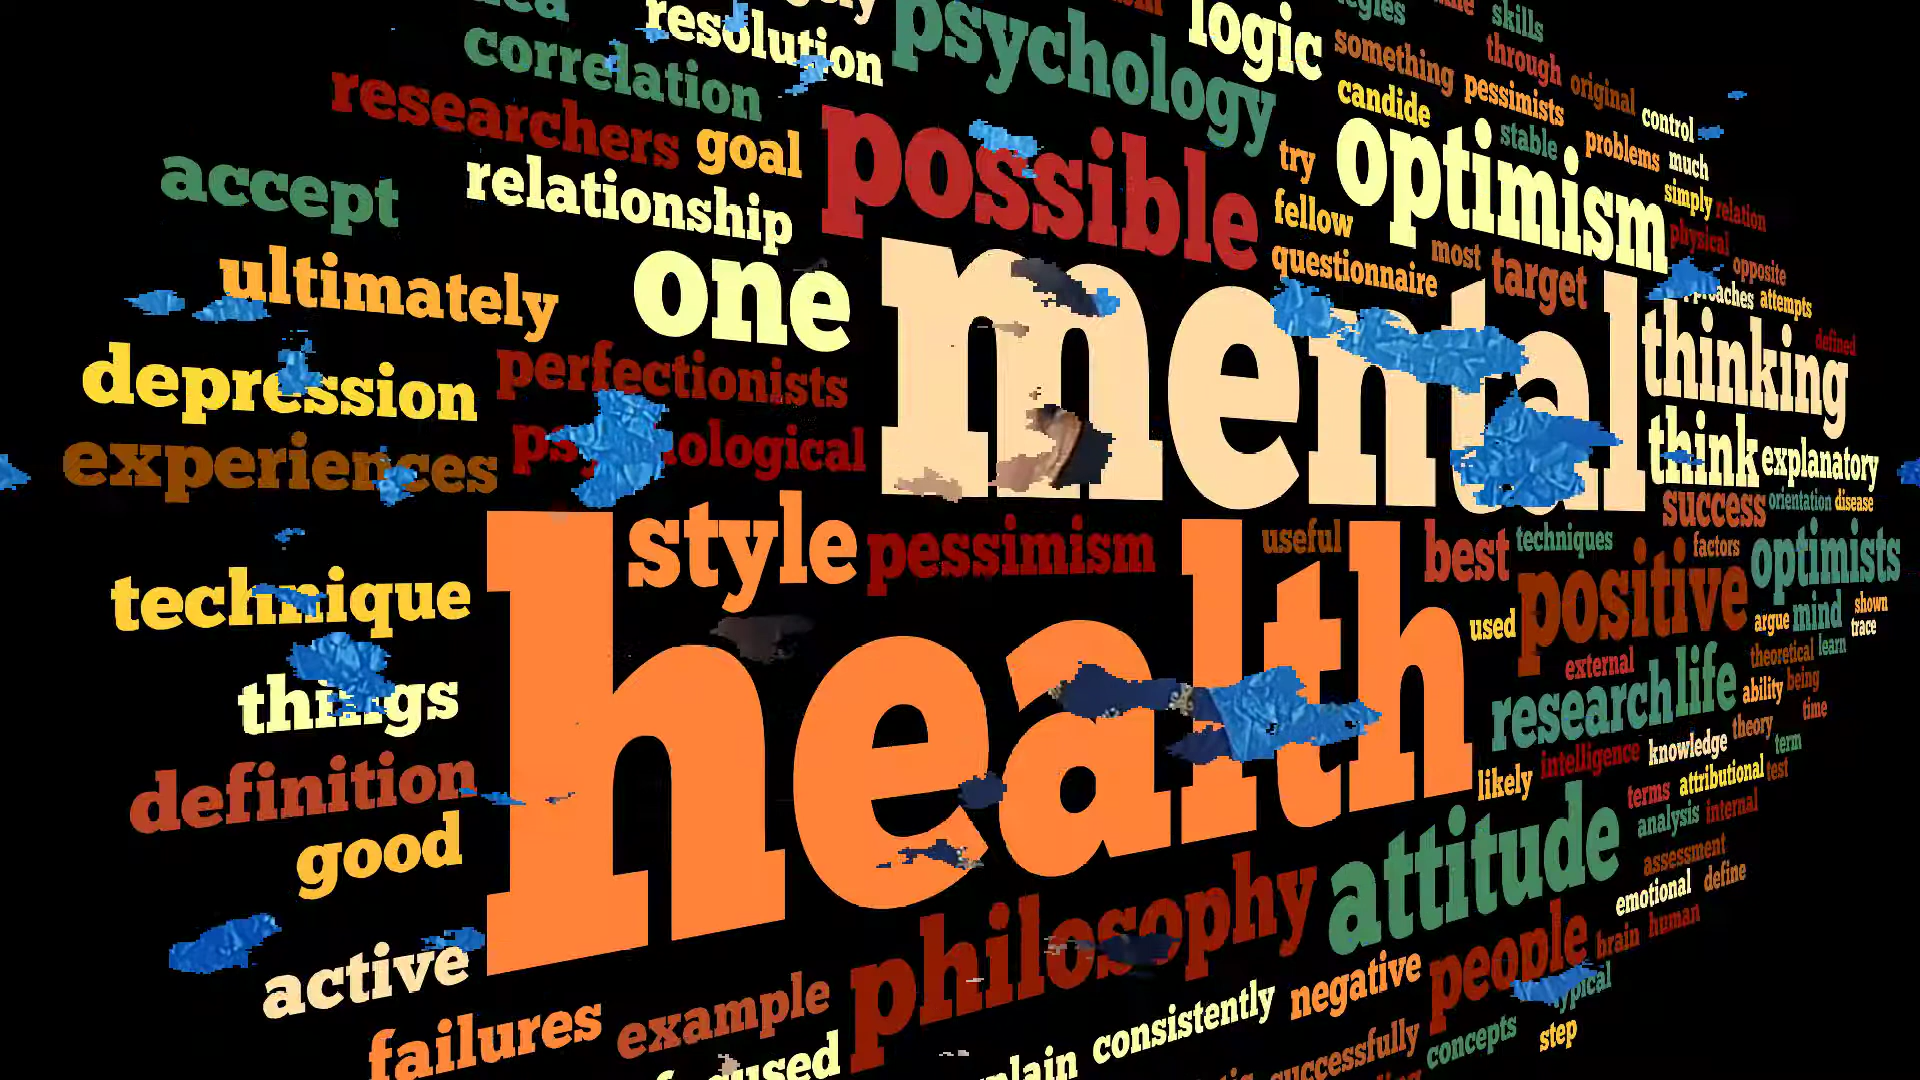 resolution
psychology
logic
skills
correlation
something
through
original
control
researchers
goal
possible
candide
pessimists
stable
problems
much
accept
relationship
try
optimism
simply
relation
fellow
physical
ultimately
one
mental
questionnaire
most
target
opposite
attempts
depression
perfectionists
thinking
defined
experiences
psychological
think
explanatory
style
pessimism
useful
best
techniques
success
orientation
disease
factors
optimists
technique
health
used
positive
argue
mind
shown
trace
things
external
research
life
theoretical
learn
ability
being
definition
likely
intelligence
knowledge
theory
time
term
good
attitude
terms
attributional
test
analysis
internal
active
philosophy
assessment
emotional
define
failures
example
consistently
negative
people
brain
human
typical
focused
successfully
concepts
step